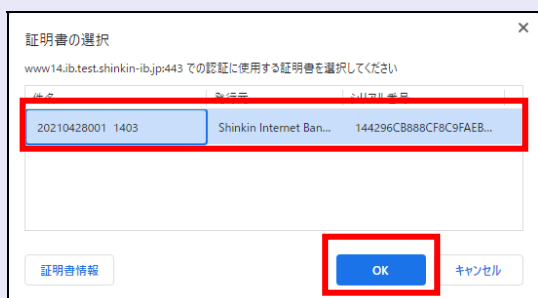 証明書の選択
www14.ib.test.shinkin-ib.jp:443 での認証に使用する証明書を選択してください
件名 発行元 シリアル番号
20210428001 1403 Shinkin Internet Ban... 144296CB888CF8C9FAEB...
証明書情報 OK キャンセル